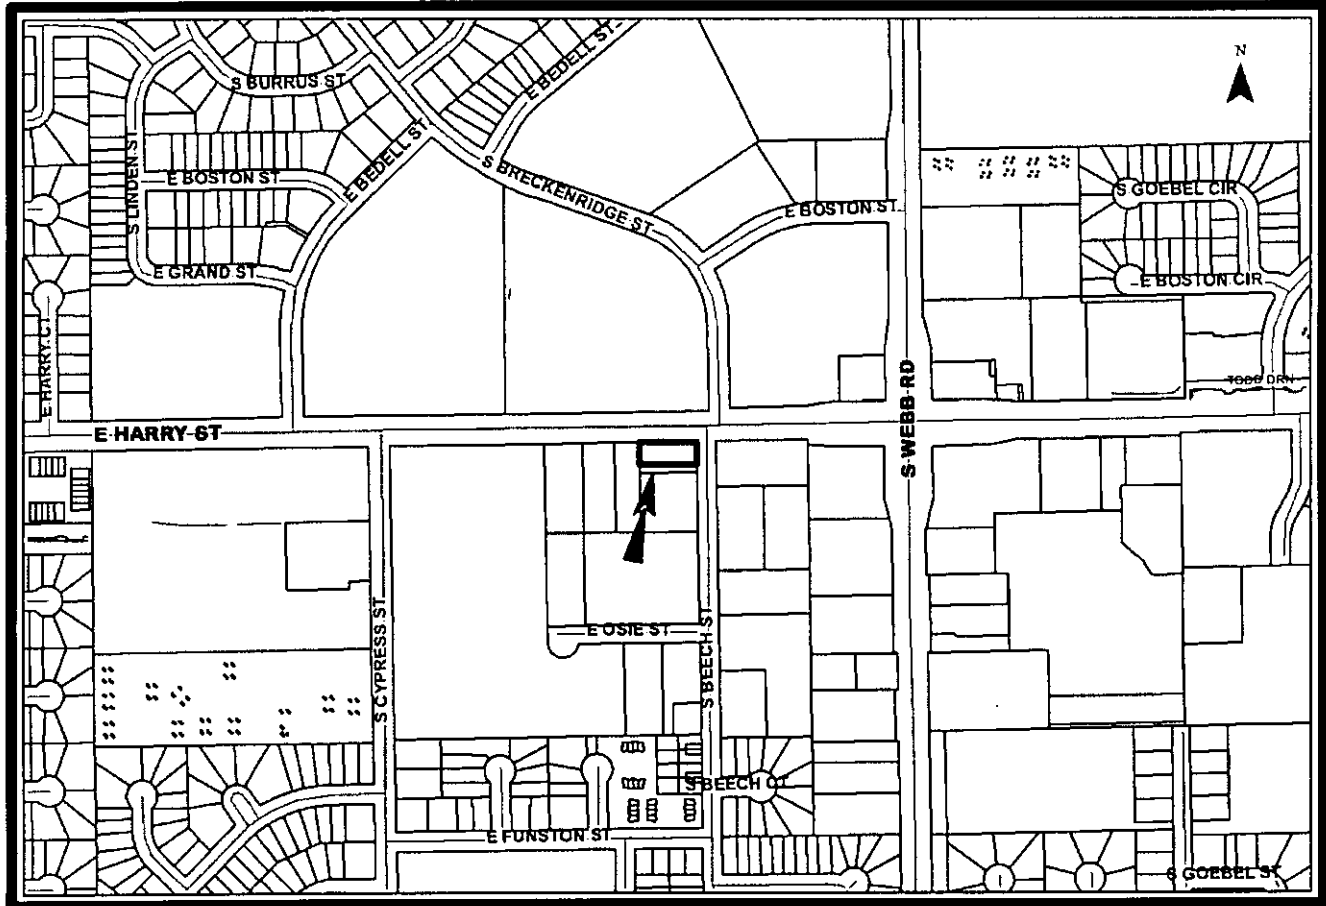 N
S BURRUS ST
E BEDELL ST
S LINDEN ST
E BOSTON ST
E BEDELL ST
S BRECKENRIDGE ST
S GOEBEL CIR
E BOSTON ST
E GRAND ST
E BOSTON CIR
E HARRY CT
S WEBB RD
TODD DRN
E HARRY ST
S CYPRESS ST
E OSIE ST
S BEECH ST
S BEECH CT
E FUNSTON ST
S GOEBEL ST